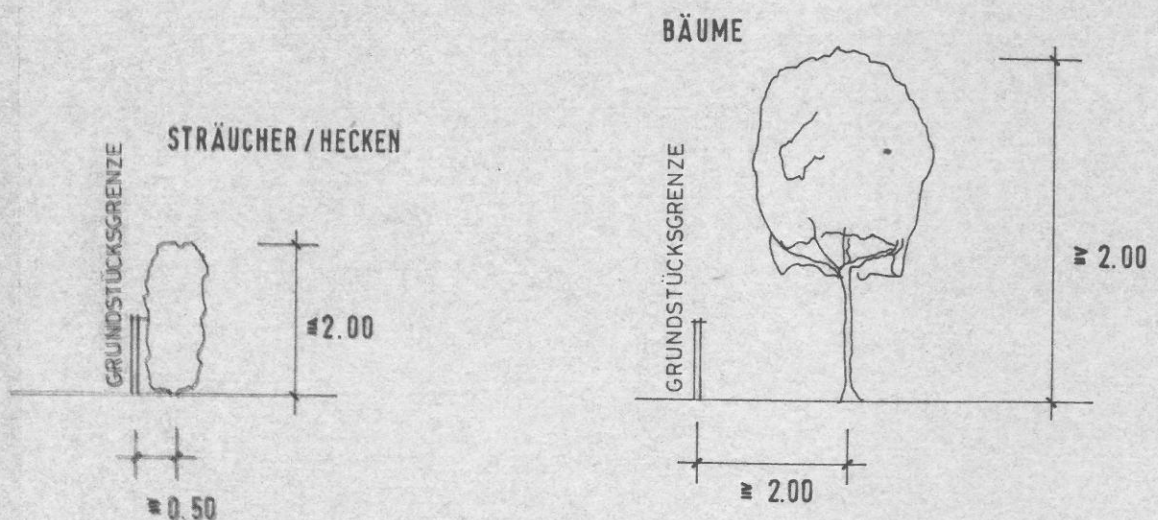 BÄUME
STRÄUCHER / HECKEN
GRUNDSTÜCKSGRENZE
≦ 2.00
≧ 0.50
GRUNDSTÜCKSGRENZE
≧ 2.00
≧ 2.00